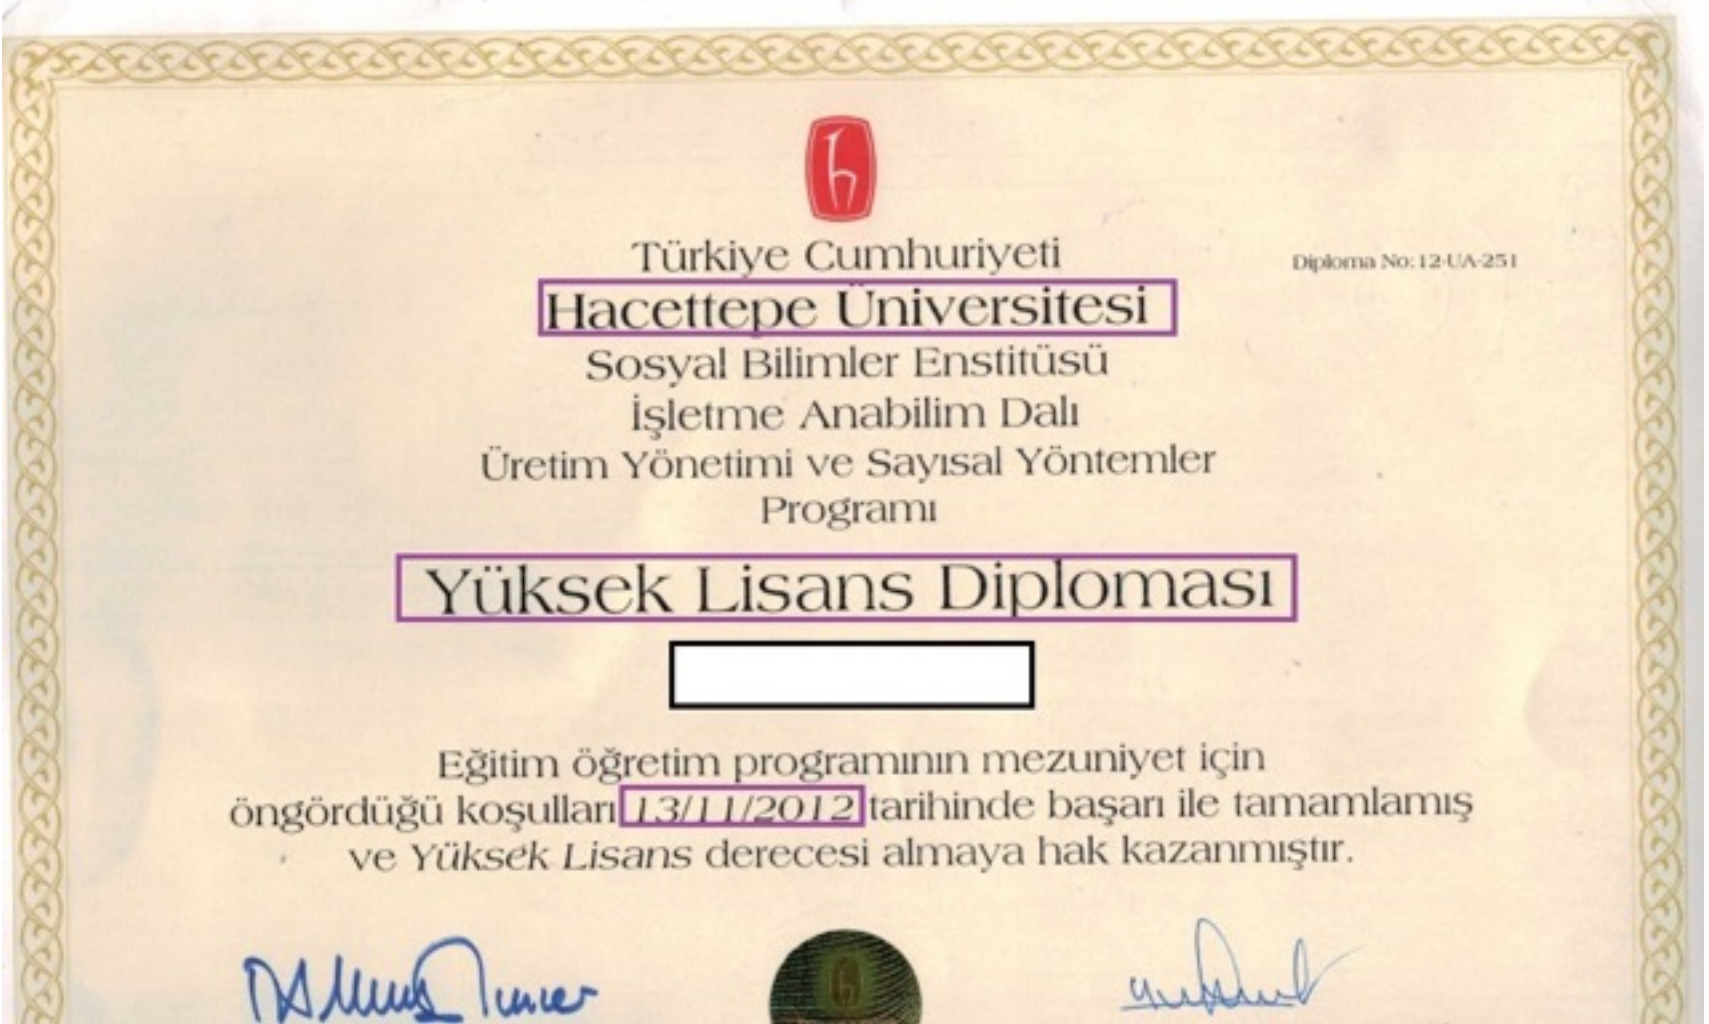 Türkiye Cumhuriyeti
Diploma No: 12-UA-251
Hacettepe Üniversitesi
Sosyal Bilimler Enstitüsü
İşletme Anabilim Dalı
Üretim Yönetimi ve Sayısal Yöntemler
Programı
Yüksek Lisans Diploması
Eğitim öğretim programının mezuniyet için
öngördüğü koşulları 13/11/2012 tarihinde başarı ile tamamlamış
ve Yüksek Lisans derecesi almaya hak kazanmıştır.